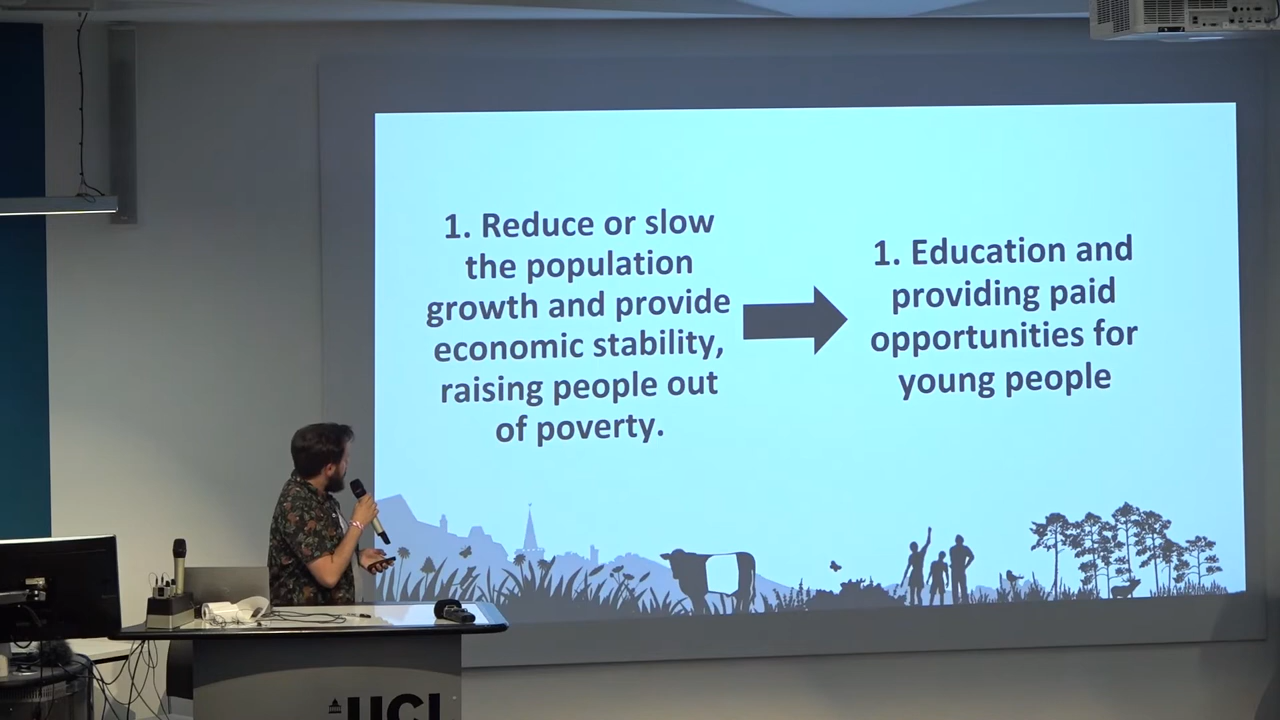 1. Reduce or slow
the population
growth and provide
economic stability,
raising people out
of poverty.
1. Education and
providing paid
opportunities for
young people
UCL